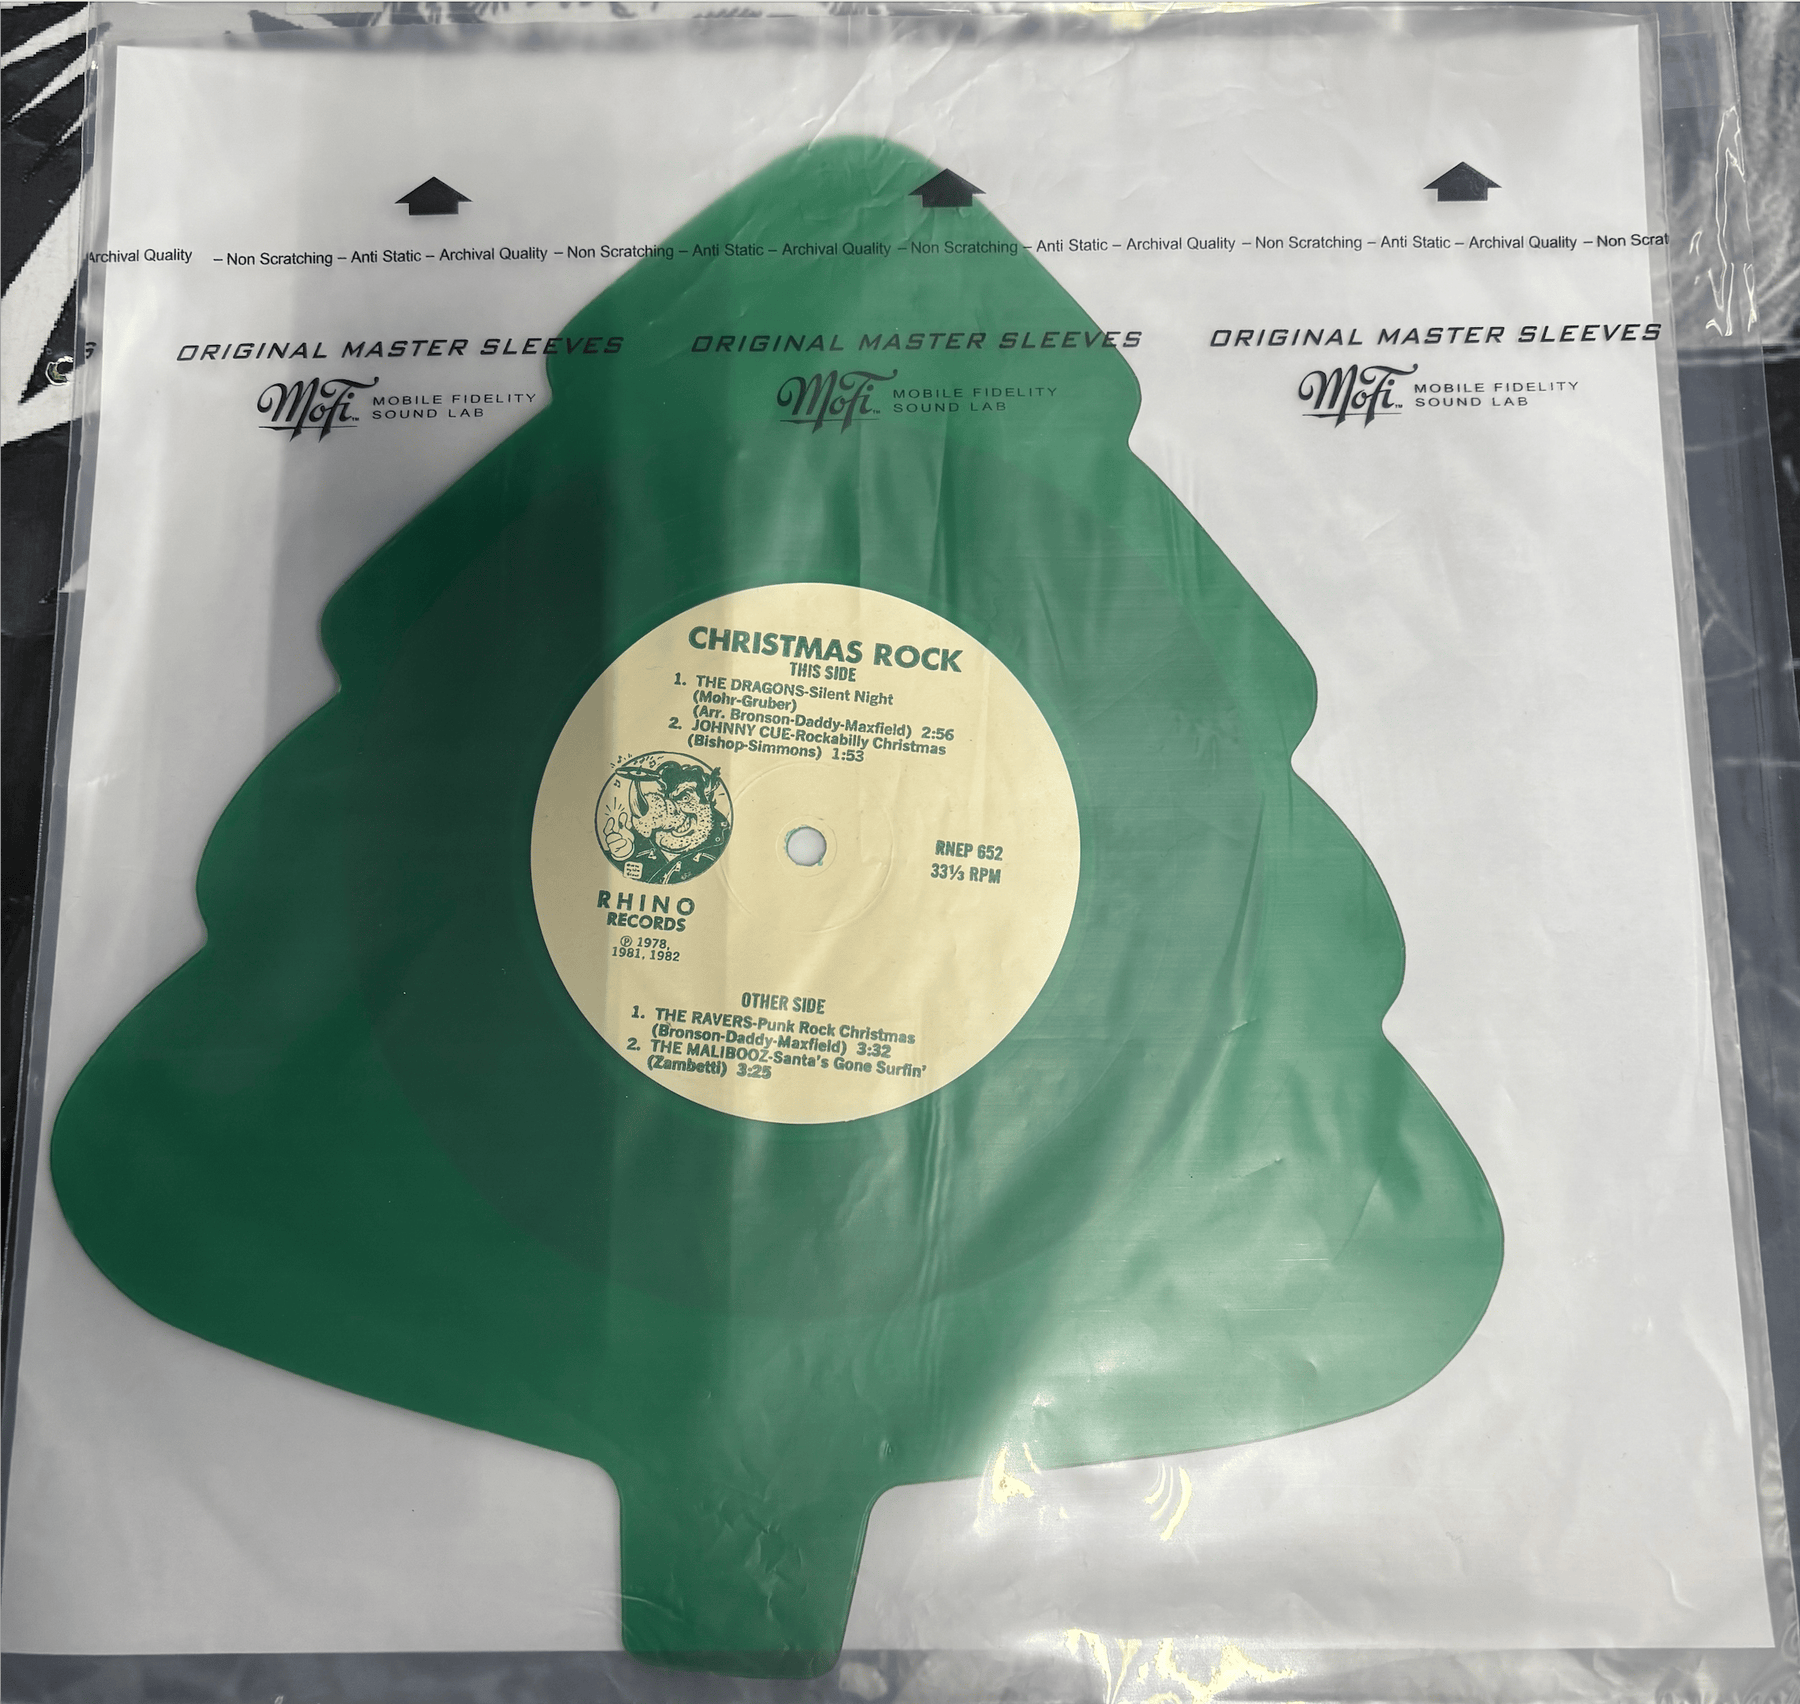 Archival Quality – Non Scratching – Anti Static – Archival Quality – Non Scratching – Anti Static – Archival Quality – Non Scratching – Anti Static – Archival Quality – Non Scratching – Anti Static – Archival Quality – Non Scrat
S ORIGINAL MASTER SLEEVES ORIGINAL MASTER SLEEVES ORIGINAL MASTER SLEEVES
MoFi™ MOBILE FIDELITY SOUND LAB MoFi™ MOBILE FIDELITY SOUND LAB MoFi™ MOBILE FIDELITY SOUND LAB
CHRISTMAS ROCK
THIS SIDE
1. THE DRAGONS-Silent Night
(Mohr-Gruber)
(Arr. Bronson-Daddy-Maxfield) 2:56
2. JOHNNY CUE-Rockabilly Christmas
(Bishop-Simmons) 1:53
RNEP 652
33⅓ RPM
RHINO
RECORDS
℗ 1978,
1981, 1982
OTHER SIDE
1. THE RAVERS-Punk Rock Christmas
(Bronson-Daddy-Maxfield) 3:32
2. THE MALIBOOZ-Santa's Gone Surfin'
(Zambetti) 3:25